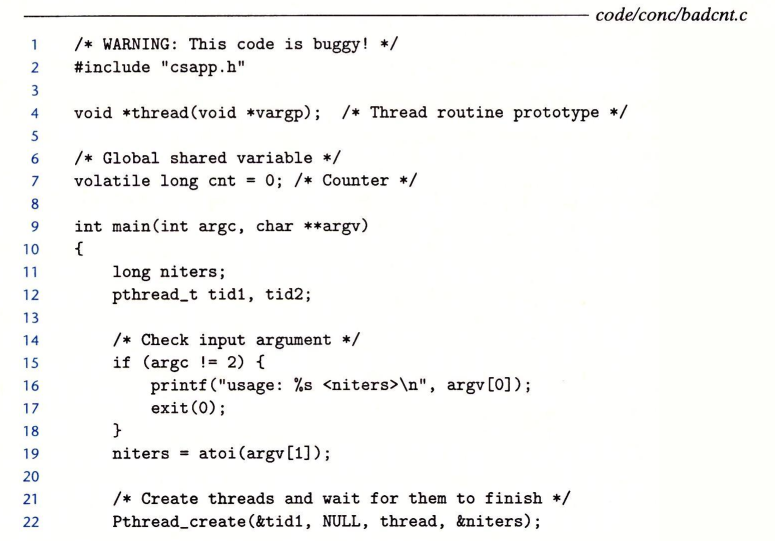 code/conc/badcnt.c
1 /* WARNING: This code is buggy! */
2 #include "csapp.h"
3
4 void *thread(void *vargp); /* Thread routine prototype */
5
6 /* Global shared variable */
7 volatile long cnt = 0; /* Counter */
8
9 int main(int argc, char **argv)
10 {
11     long niters;
12     pthread_t tid1, tid2;
13
14     /* Check input argument */
15     if (argc != 2) {
16         printf("usage: %s <niters>\n", argv[0]);
17         exit(0);
18     }
19     niters = atoi(argv[1]);
20
21     /* Create threads and wait for them to finish */
22     Pthread_create(&tid1, NULL, thread, &niters);